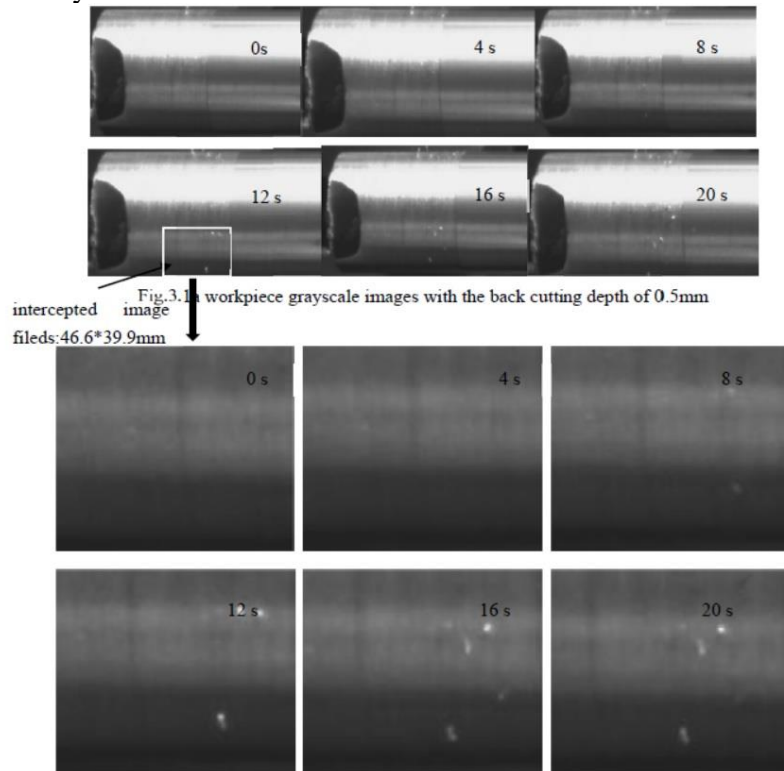 0s
4 s
8 s
12 s
16 s
20 s
Fig.3.1a workpiece grayscale images with the back cutting depth of 0.5mm
intercepted image
fileds:46.6*39.9mm
0 s
4 s
8 s
12 s
16 s
20 s